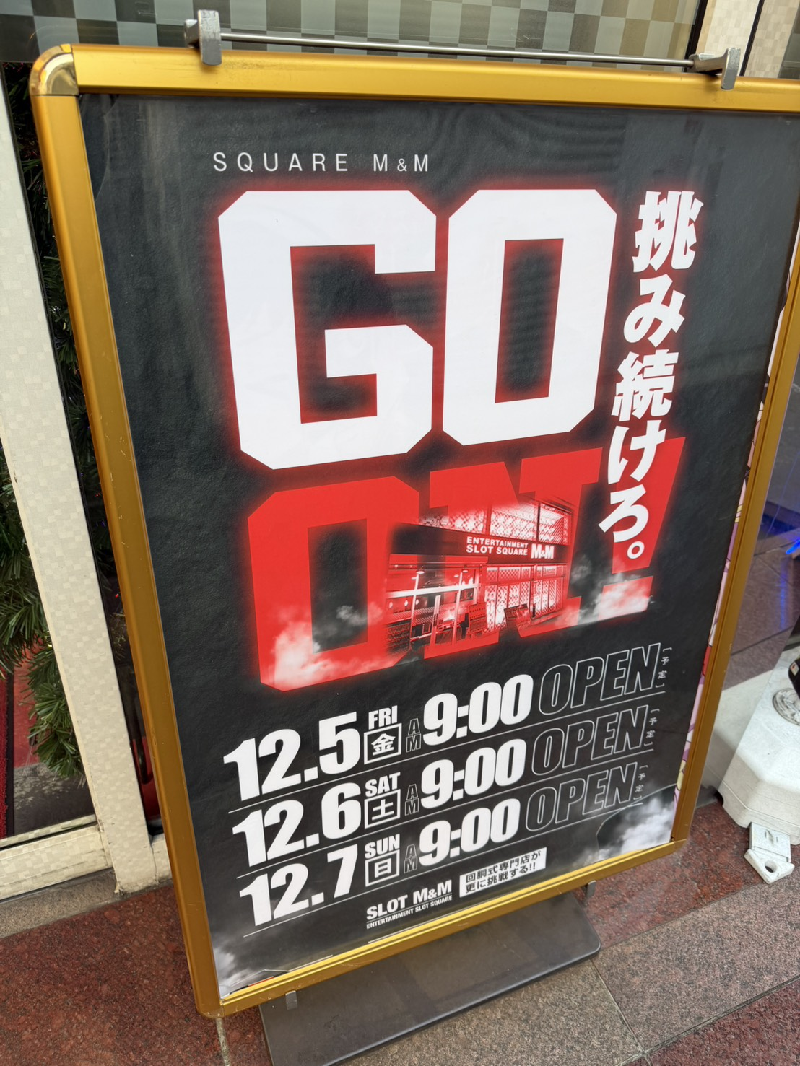 SQUARE M&M
GO
ON!
挑み続けろ。
ENTERTAINMENT
SLOT SQUARE M&M
12.5 FRI 金 AM 9:00 OPEN (予定)
12.6 SAT 土 AM 9:00 OPEN (予定)
12.7 SUN 日 AM 9:00 OPEN (予定)
SLOT M&M
ENTERTAINMENT SLOT SQUARE
回胴式専門店が
更に挑戦する!!